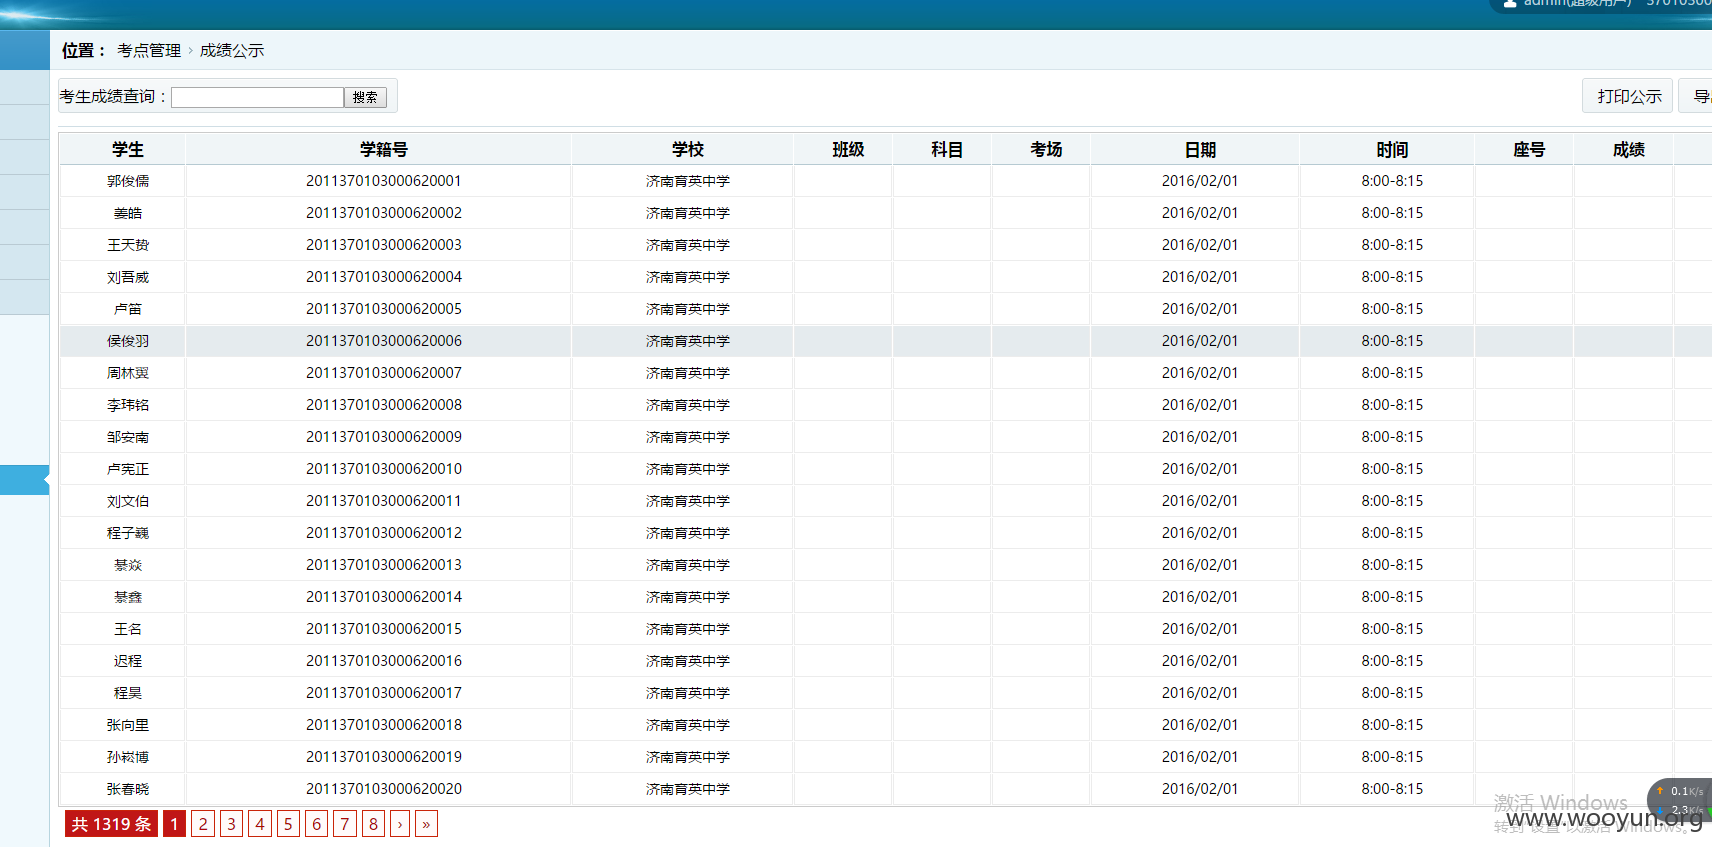 admin(超级用户) 37010300
位置： 考点管理 › 成绩公示
考生成绩查询： 搜索 打印公示 导
学生 学籍号 学校 班级 科目 考场 日期 时间 座号 成绩
郭俊儒 2011370103000620001 济南育英中学 2016/02/01 8:00-8:15
姜皓 2011370103000620002 济南育英中学 2016/02/01 8:00-8:15
王天贽 2011370103000620003 济南育英中学 2016/02/01 8:00-8:15
刘吾威 2011370103000620004 济南育英中学 2016/02/01 8:00-8:15
卢笛 2011370103000620005 济南育英中学 2016/02/01 8:00-8:15
侯俊羽 2011370103000620006 济南育英中学 2016/02/01 8:00-8:15
周林翼 2011370103000620007 济南育英中学 2016/02/01 8:00-8:15
李玮铭 2011370103000620008 济南育英中学 2016/02/01 8:00-8:15
邹安南 2011370103000620009 济南育英中学 2016/02/01 8:00-8:15
卢宪正 2011370103000620010 济南育英中学 2016/02/01 8:00-8:15
刘文伯 2011370103000620011 济南育英中学 2016/02/01 8:00-8:15
程子巍 2011370103000620012 济南育英中学 2016/02/01 8:00-8:15
綦焱 2011370103000620013 济南育英中学 2016/02/01 8:00-8:15
綦鑫 2011370103000620014 济南育英中学 2016/02/01 8:00-8:15
王名 2011370103000620015 济南育英中学 2016/02/01 8:00-8:15
迟程 2011370103000620016 济南育英中学 2016/02/01 8:00-8:15
程昊 2011370103000620017 济南育英中学 2016/02/01 8:00-8:15
张向里 2011370103000620018 济南育英中学 2016/02/01 8:00-8:15
孙崧博 2011370103000620019 济南育英中学 2016/02/01 8:00-8:15
张春晓 2011370103000620020 济南育英中学 2016/02/01 8:00-8:15
共 1319 条 1 2 3 4 5 6 7 8 › »
0.1K/s
2.3K/s
激活 Windows
转到"设置"以激活 Windows。
www.wooyun.org